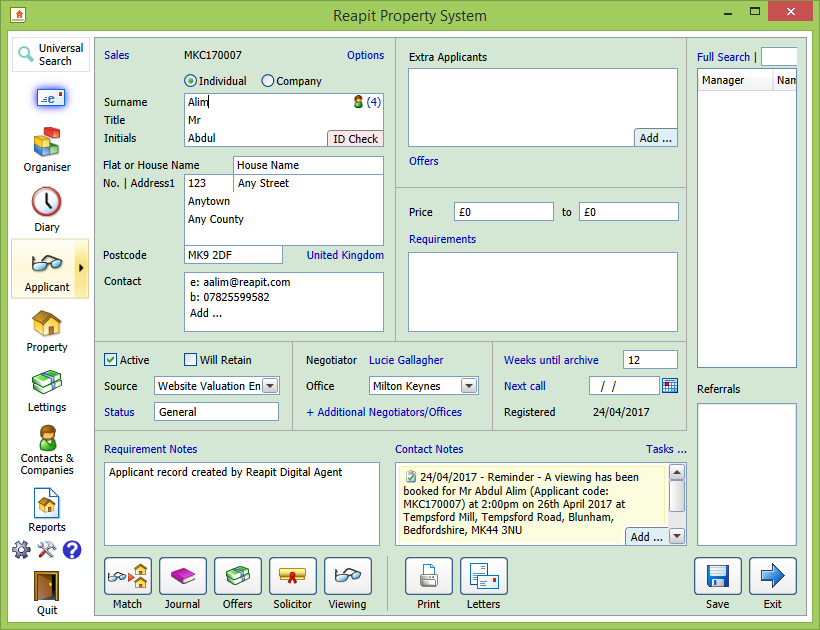 Reapit Property System
Universal
Search
Organiser
Diary
Applicant
Property
Lettings
Contacts &
Companies
Reports
Quit
Sales MKC170007 Options
Individual Company
Surname Alim (4)
Title Mr
Initials Abdul ID Check
Flat or House Name House Name
No. | Address1 123 Any Street
Anytown
Any County
Postcode MK9 2DF United Kingdom
Contact e: aalim@reapit.com
b: 07825599582
Add ...
Extra Applicants
Add ...
Offers
Price £0 to £0
Requirements
Full Search |
Manager Nam
Active Will Retain
Source Website Valuation En
Status General
Negotiator Lucie Gallagher
Office Milton Keynes
+ Additional Negotiators/Offices
Weeks until archive 12
Next call / /
Registered 24/04/2017
Referrals
Requirement Notes
Applicant record created by Reapit Digital Agent
Contact Notes Tasks ...
24/04/2017 - Reminder - A viewing has been
booked for Mr Abdul Alim (Applicant code:
MKC170007) at 2:00pm on 26th April 2017 at
Tempsford Mill, Tempsford Road, Blunham,
Bedfordshire, MK44 3NU
Add ...
Match Journal Offers Solicitor Viewing Print Letters Save Exit